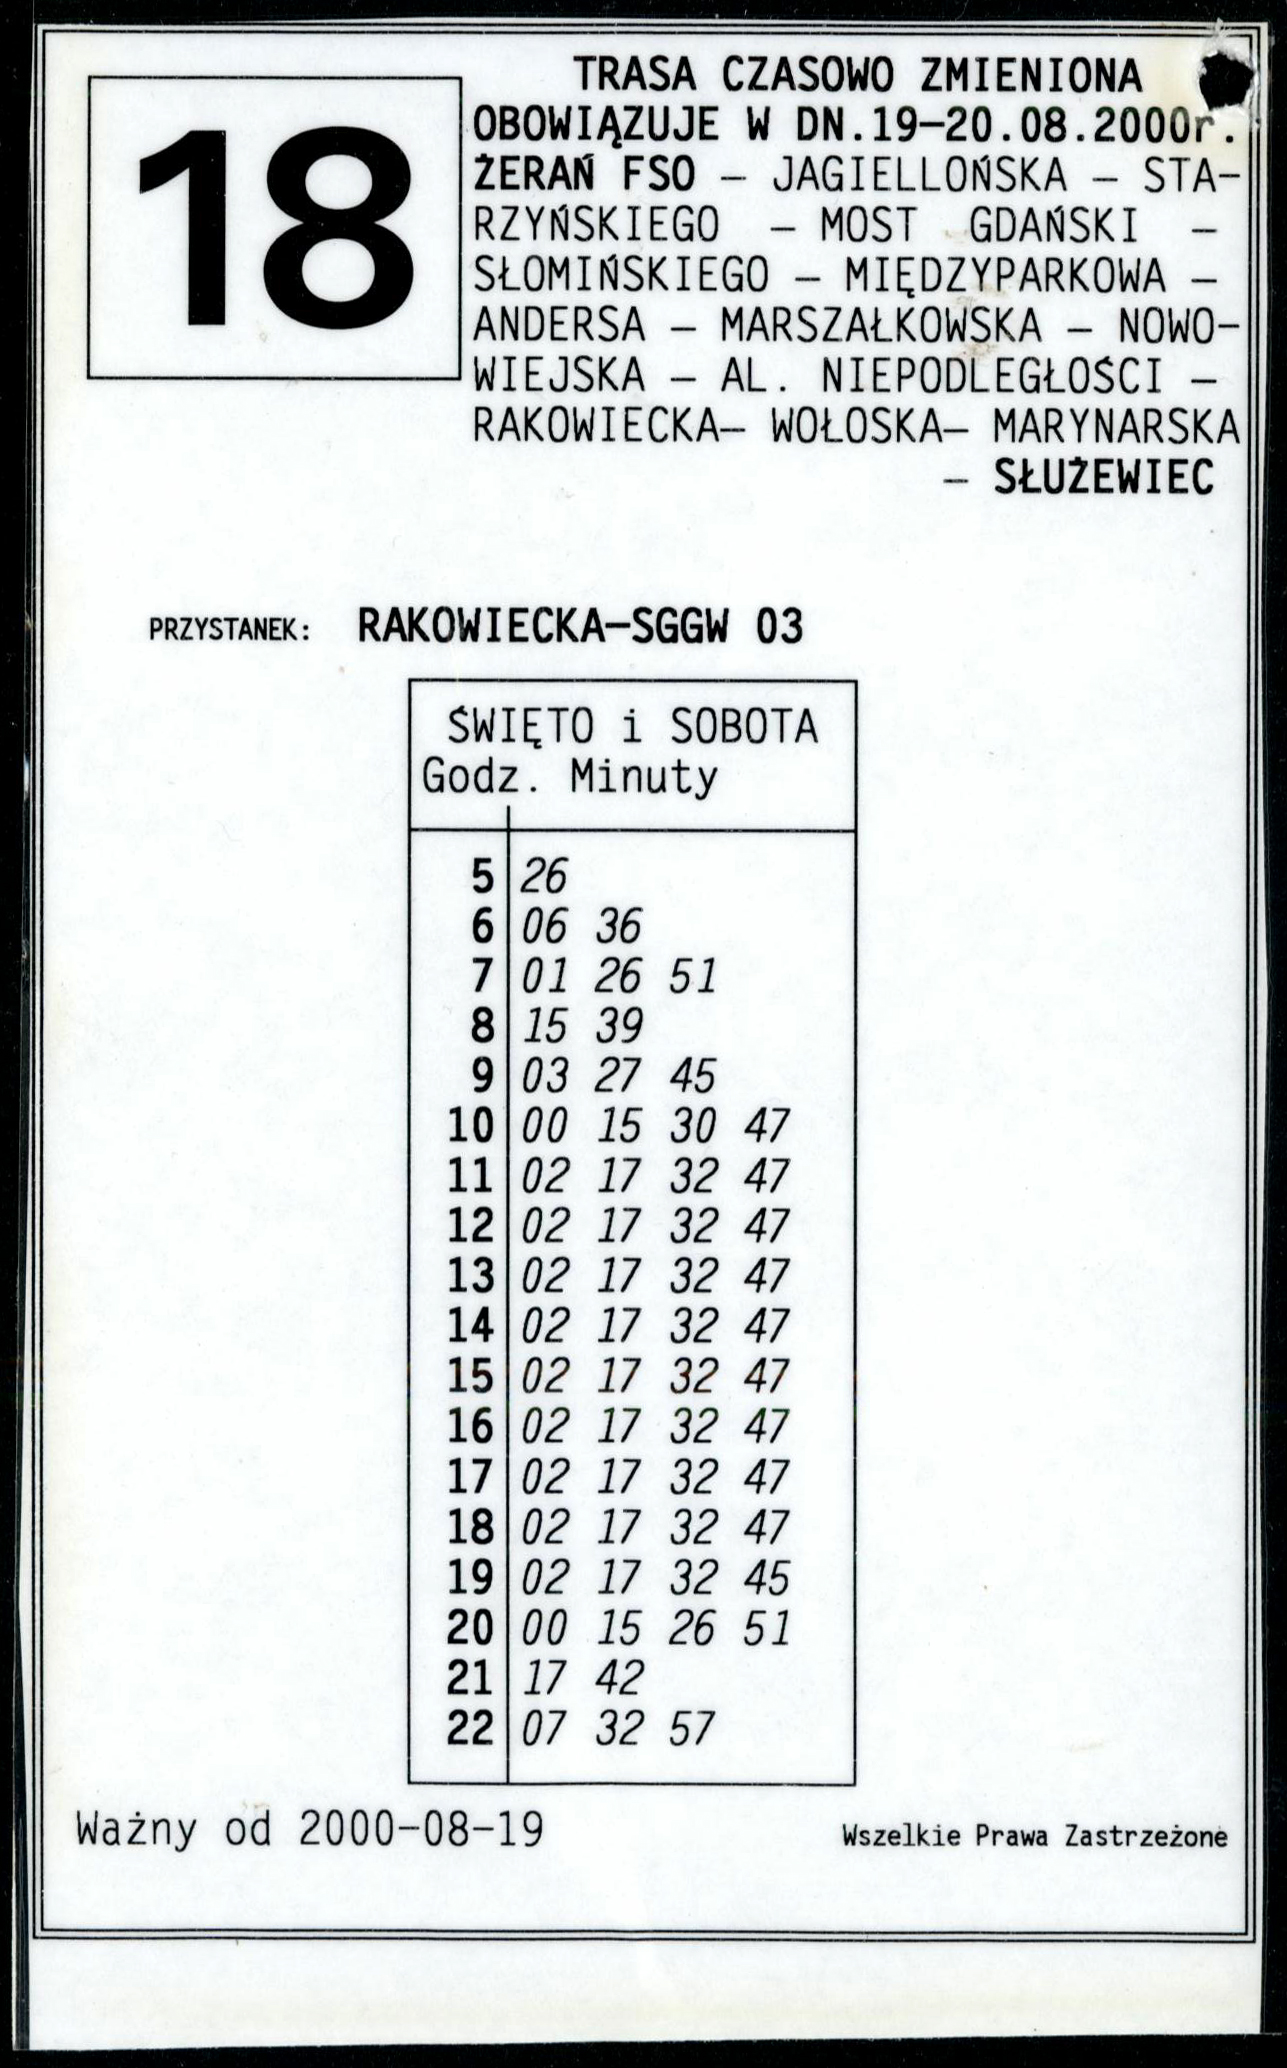 18
TRASA CZASOWO ZMIENIONA
OBOWIĄZUJE W DN.19-20.08.2000r.
ŻERAŃ FSO - JAGIELLOŃSKA - STA-
RZYŃSKIEGO - MOST GDAŃSKI -
SŁOMIŃSKIEGO - MIĘDZYPARKOWA -
ANDERSA - MARSZAŁKOWSKA - NOWO-
WIEJSKA - AL. NIEPODLEGŁOŚCI -
RAKOWIECKA- WOŁOSKA- MARYNARSKA
- SŁUŻEWIEC
PRZYSTANEK: RAKOWIECKA-SGGW 03
ŚWIĘTO i SOBOTA
Godz. Minuty
5 26
6 06 36
7 01 26 51
8 15 39
9 03 27 45
10 00 15 30 47
11 02 17 32 47
12 02 17 32 47
13 02 17 32 47
14 02 17 32 47
15 02 17 32 47
16 02 17 32 47
17 02 17 32 47
18 02 17 32 47
19 02 17 32 45
20 00 15 26 51
21 17 42
22 07 32 57
Ważny od 2000-08-19
Wszelkie Prawa Zastrzeżone